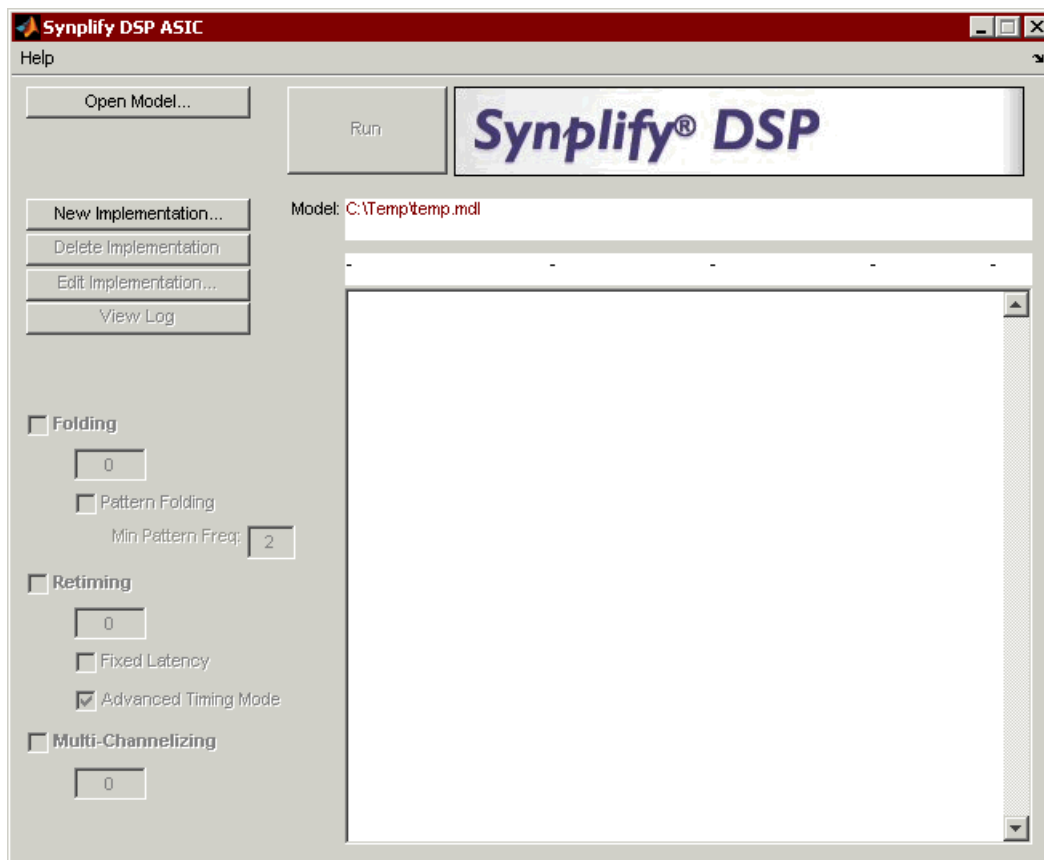 Synplify DSP ASIC
Help
Open Model...
Run
Synplify® DSP
New Implementation...
Model: C:\Temp\temp.mdl
Delete Implementation
- - - - -
Edit Implementation...
View Log
Folding
0
Pattern Folding
Min Pattern Freq: 2
Retiming
0
Fixed Latency
Advanced Timing Mode
Multi-Channelizing
0